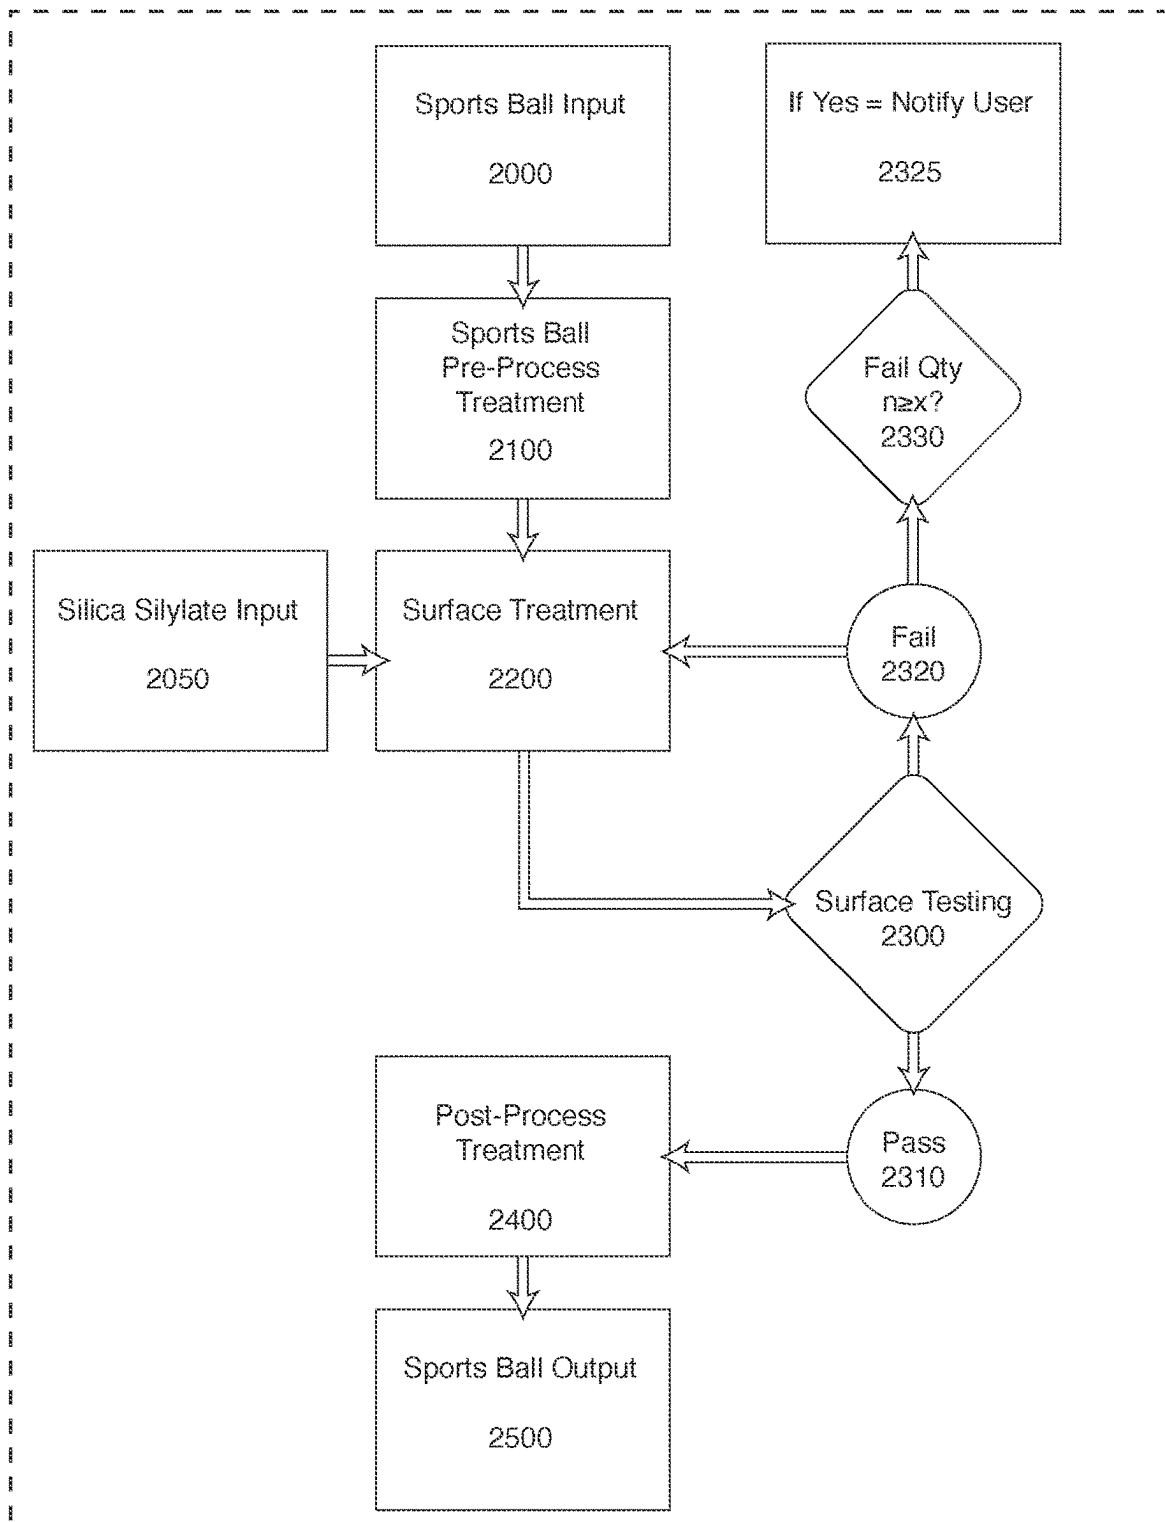 Sports Ball Input
2000
If Yes = Notify User
2325
Sports Ball
Pre-Process
Treatment
2100
Fail Qty
n≥x?
2330
Silica Silylate Input
2050
Surface Treatment
2200
Fail
2320
Surface Testing
2300
Post-Process
Treatment
2400
Pass
2310
Sports Ball Output
2500